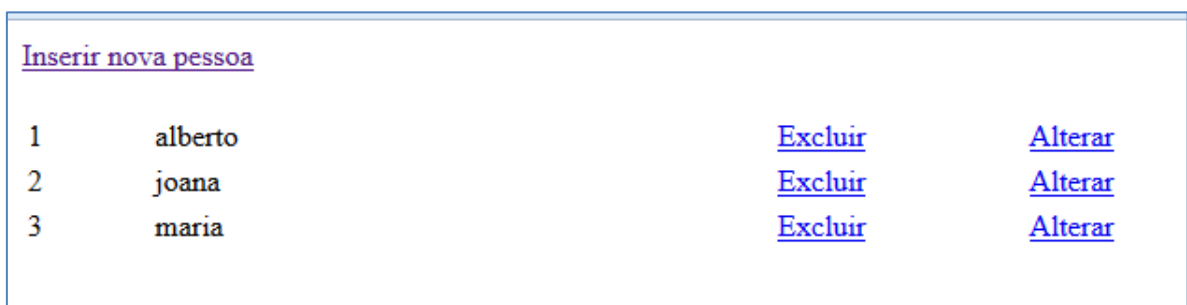 Inserir nova pessoa
1 alberto Excluir Alterar
2 joana Excluir Alterar
3 maria Excluir Alterar